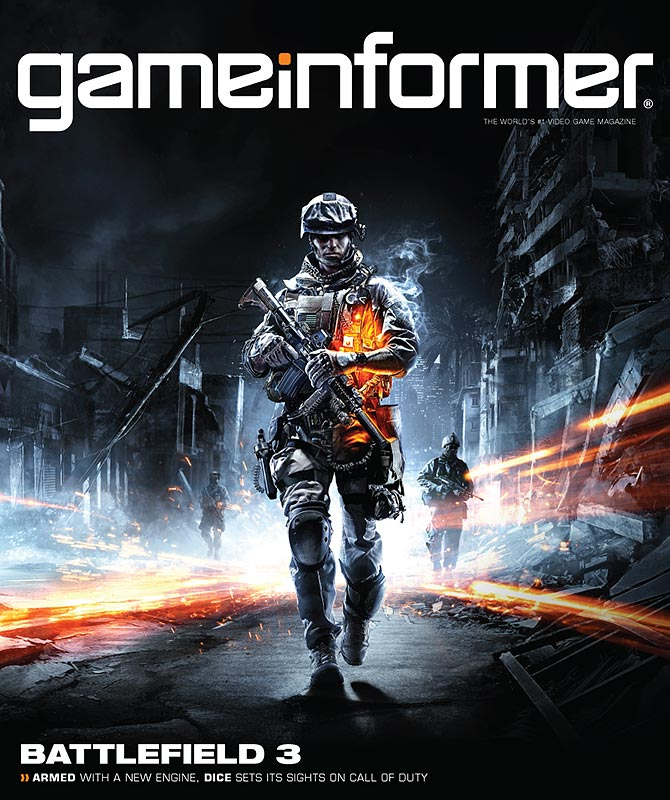 gameinformer®
THE WORLD'S #1 VIDEO GAME MAGAZINE
BATTLEFIELD 3
›› ARMED WITH A NEW ENGINE, DICE SETS ITS SIGHTS ON CALL OF DUTY